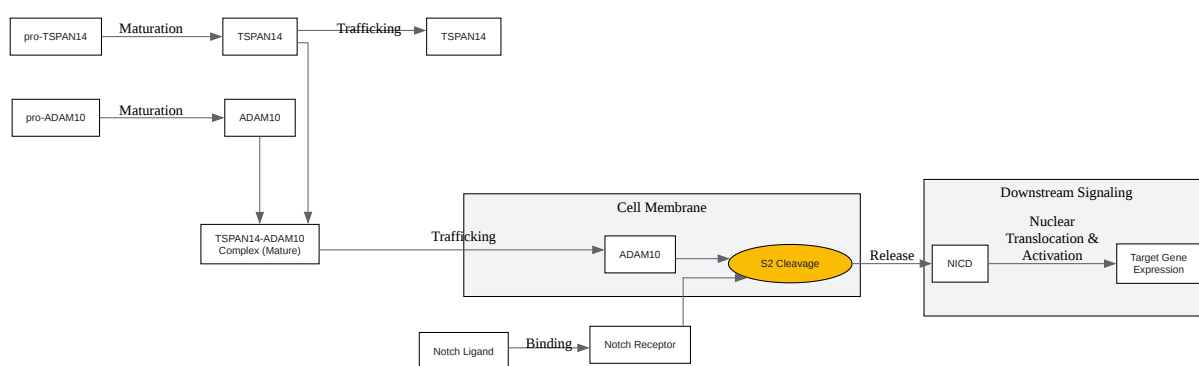 pro-TSPAN14
Maturation
TSPAN14
Trafficking
TSPAN14
pro-ADAM10
Maturation
ADAM10
TSPAN14-ADAM10
Complex (Mature)
Trafficking
Cell Membrane
ADAM10
S2 Cleavage
Release
Downstream Signaling
NICD
Nuclear
Translocation &
Activation
Target Gene
Expression
Notch Ligand
Binding
Notch Receptor